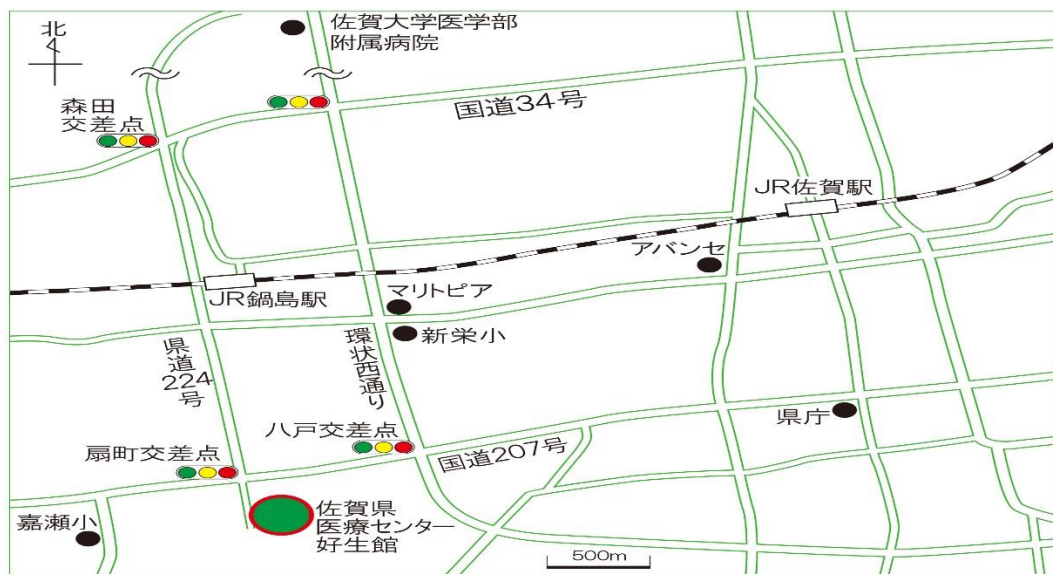 北
佐賀大学医学部
附属病院
森田
交差点
国道34号
JR佐賀駅
アバンセ
JR鍋島駅
マリトピア
新栄小
県道
224
号
環状西通り
県庁
八戸交差点
国道207号
扇町交差点
嘉瀬小
佐賀県
医療センター
好生館
500m